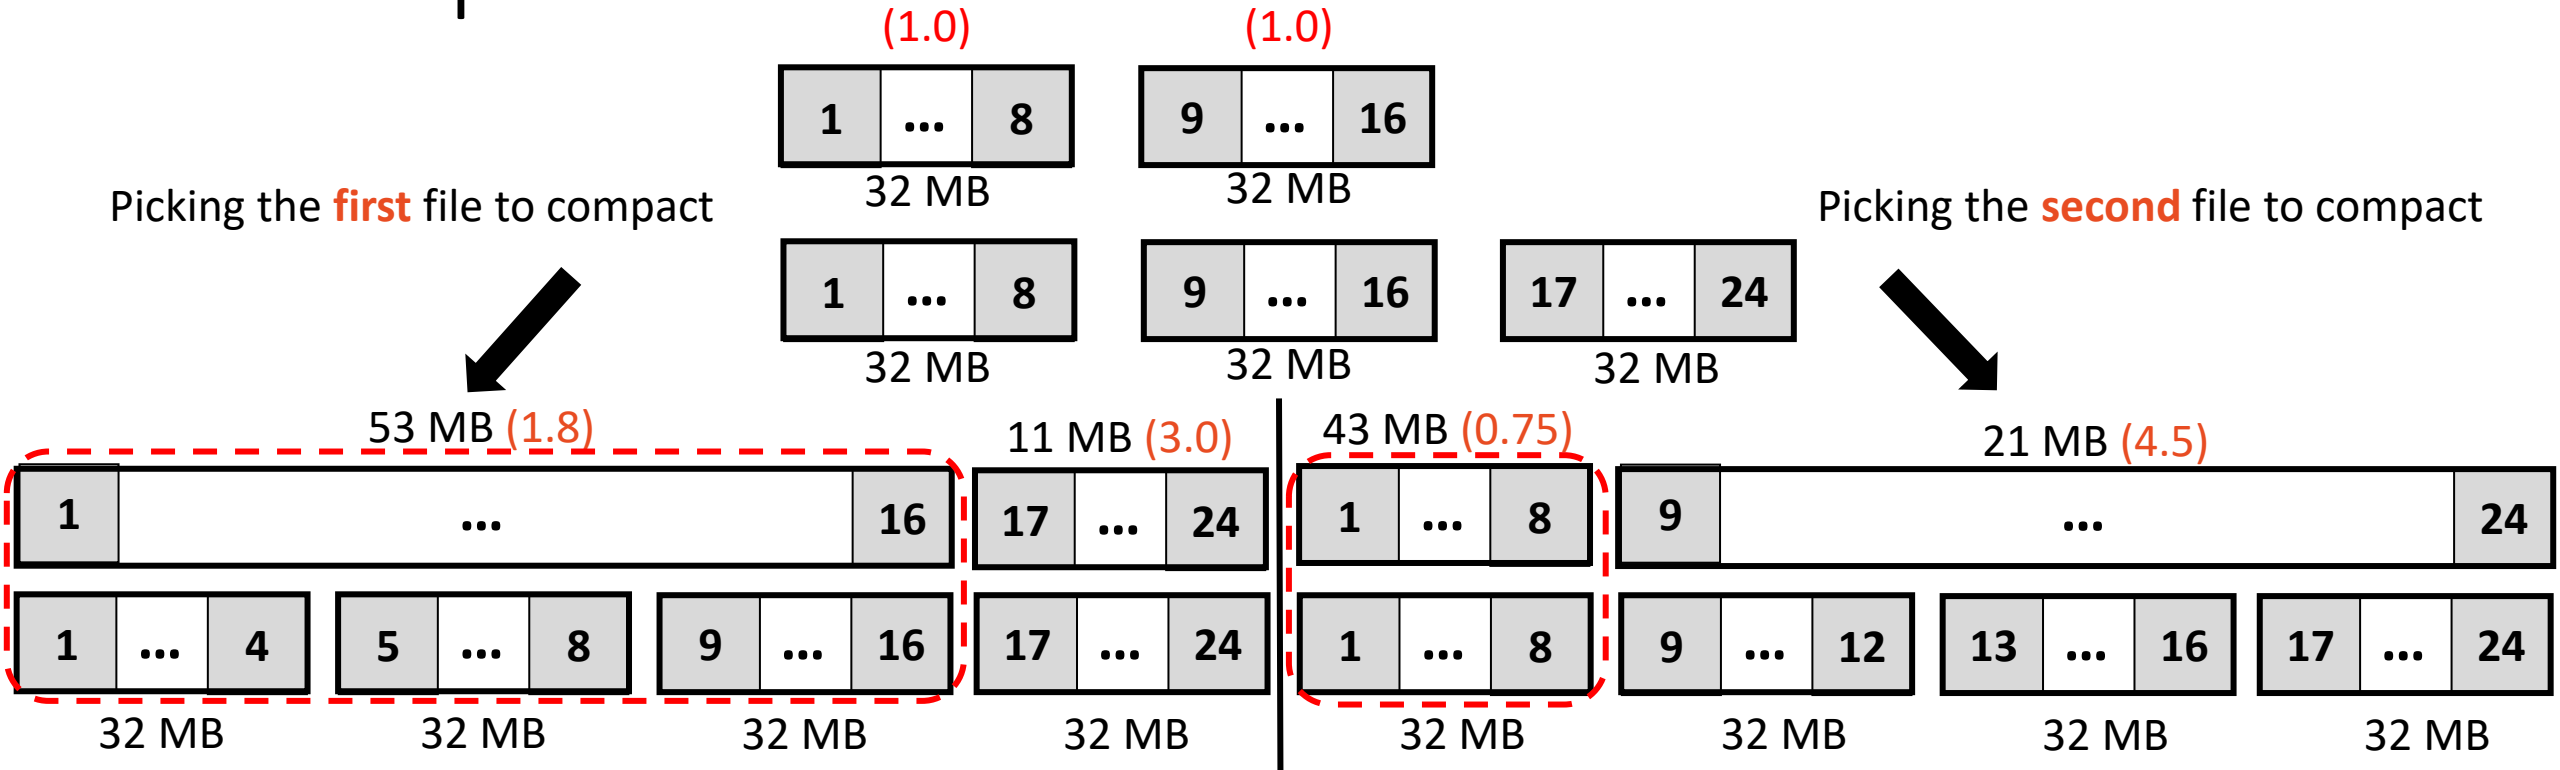 (1.0) (1.0)
1 ... 8 9 ... 16
32 MB 32 MB
Picking the first file to compact Picking the second file to compact
1 ... 8 9 ... 16 17 ... 24
32 MB 32 MB 32 MB
53 MB (1.8) 11 MB (3.0) 43 MB (0.75) 21 MB (4.5)
1 ... 16 17 ... 24 1 ... 8 9 ... 24
1 ... 4 5 ... 8 9 ... 16 17 ... 24 1 ... 8 9 ... 12 13 ... 16 17 ... 24
32 MB 32 MB 32 MB 32 MB 32 MB 32 MB 32 MB 32 MB